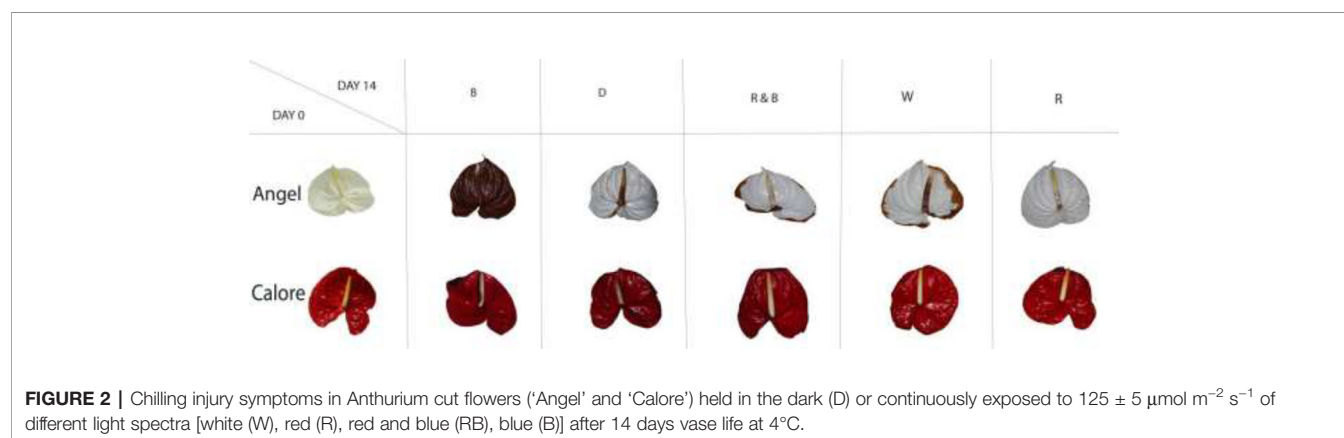 DAY 14
DAY 0
B
D
R & B
W
R
Angel
Calore
FIGURE 2 | Chilling injury symptoms in Anthurium cut flowers (‘Angel’ and ‘Calore’) held in the dark (D) or continuously exposed to 125 ± 5 μmol m⁻² s⁻¹ of
different light spectra [white (W), red (R), red and blue (RB), blue (B)] after 14 days vase life at 4°C.